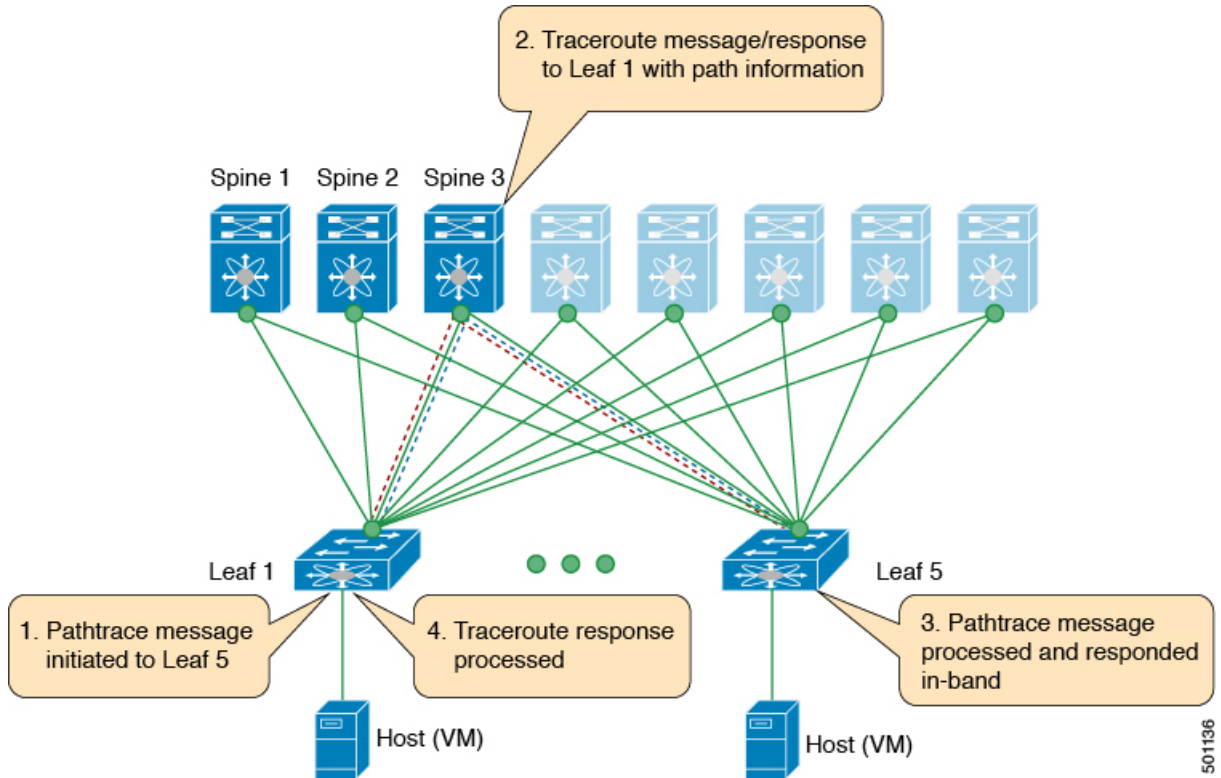 2. Traceroute message/response
to Leaf 1 with path information
Spine 1
Spine 2
Spine 3
Leaf 1
Leaf 5
1. Pathtrace message
initiated to Leaf 5
4. Traceroute response
processed
3. Pathtrace message
processed and responded
in-band
Host (VM)
Host (VM)
501136